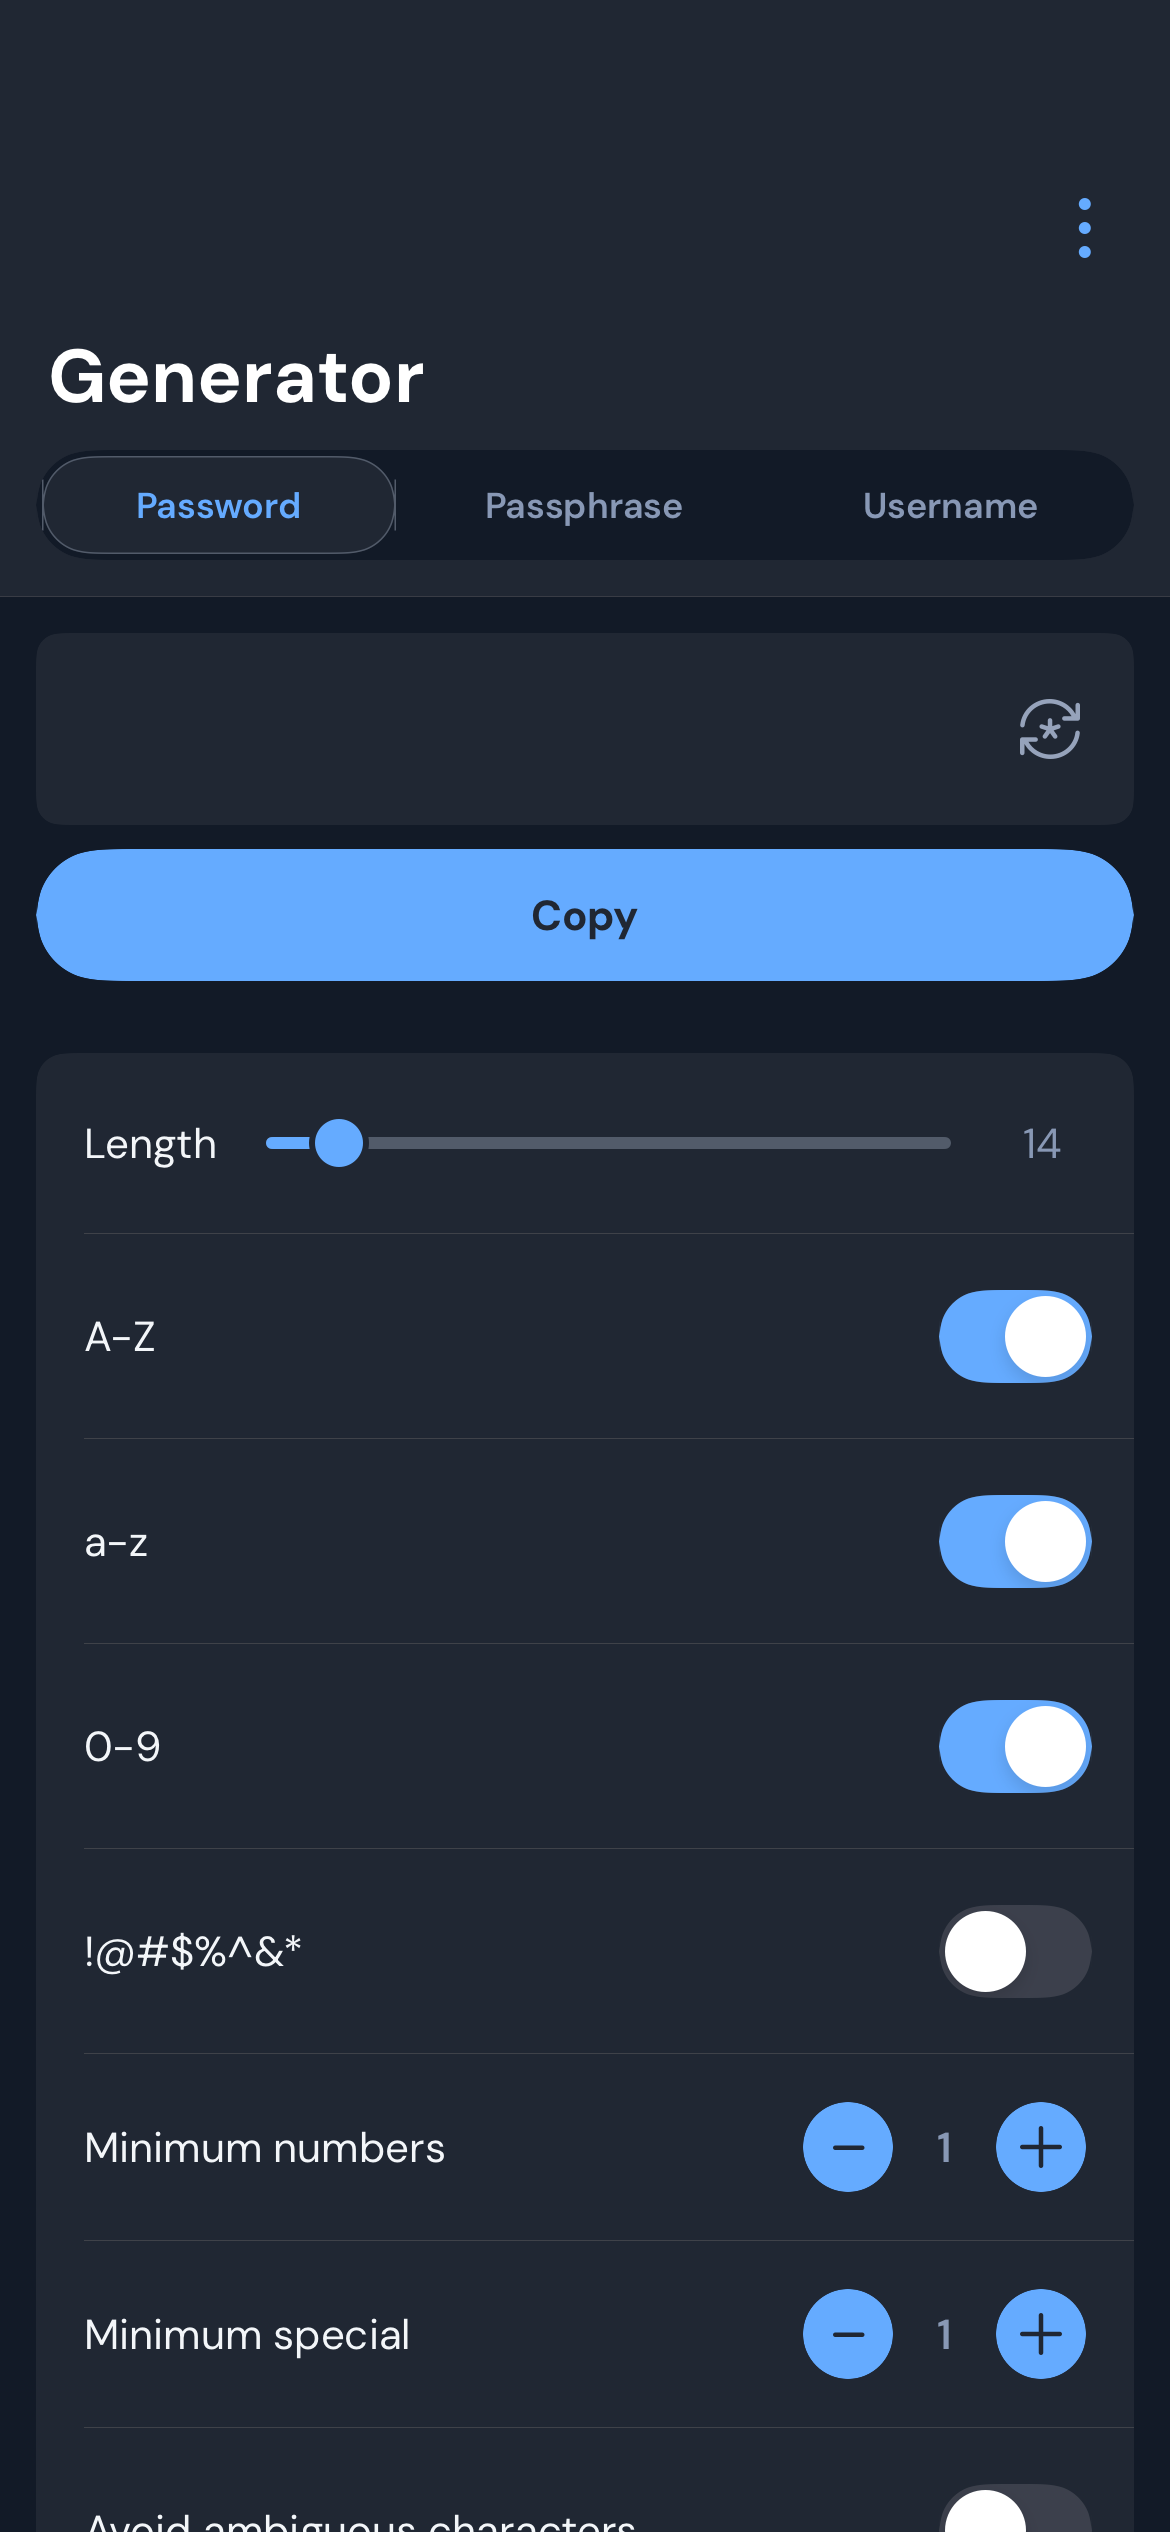 Generator
Password Passphrase Username
Copy
Length 14
A-Z
a-z
0-9
!@#$%^&*
Minimum numbers 1
Minimum special 1
Avoid ambiguous characters